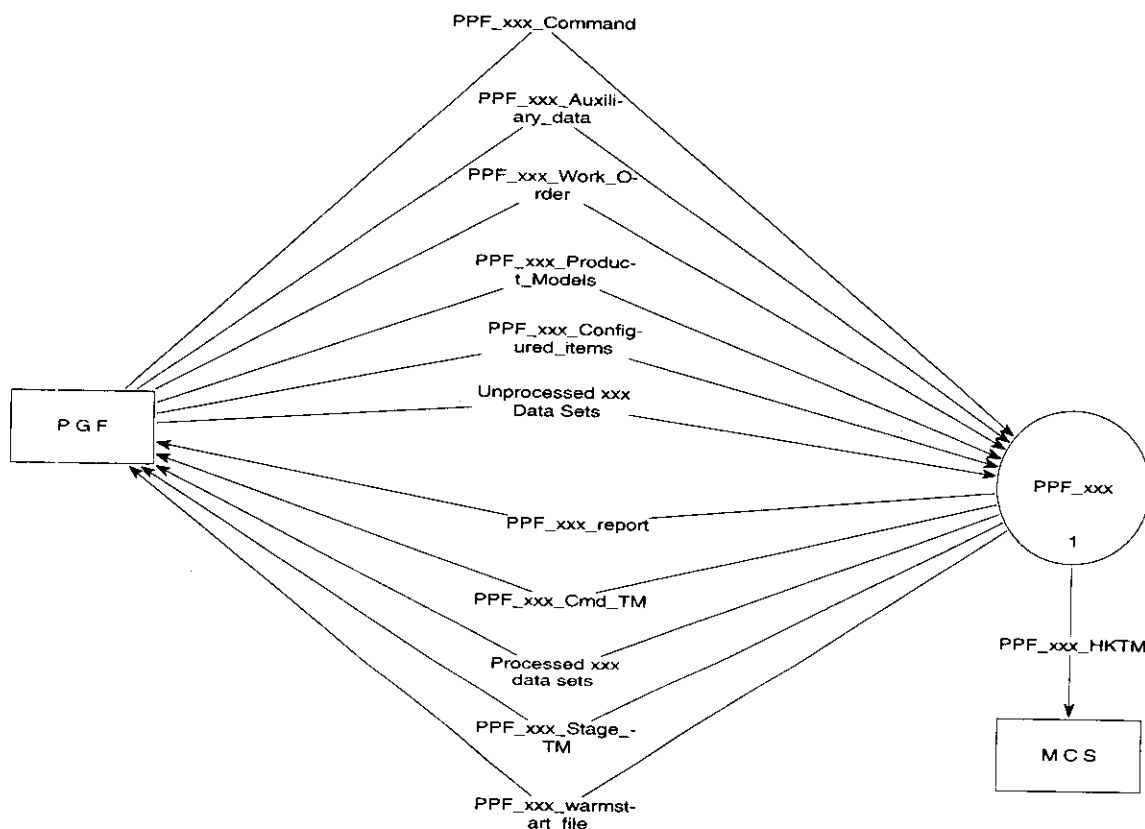 PPF_xxx_Command
PPF_xxx_Auxili-
ary_data
PPF_xxx_Work_O-
rder
PPF_xxx_Produc-
t_Models
PPF_xxx_Config-
ured_items
Unprocessed xxx
Data Sets
P G F
PPF_xxx
1
PPF_xxx_report
PPF_xxx_Cmd_TM
PPF_xxx_HKTM
Processed xxx
data sets
PPF_xxx_Stage_-
TM
M C S
PPF_xxx_warmst-
art_file